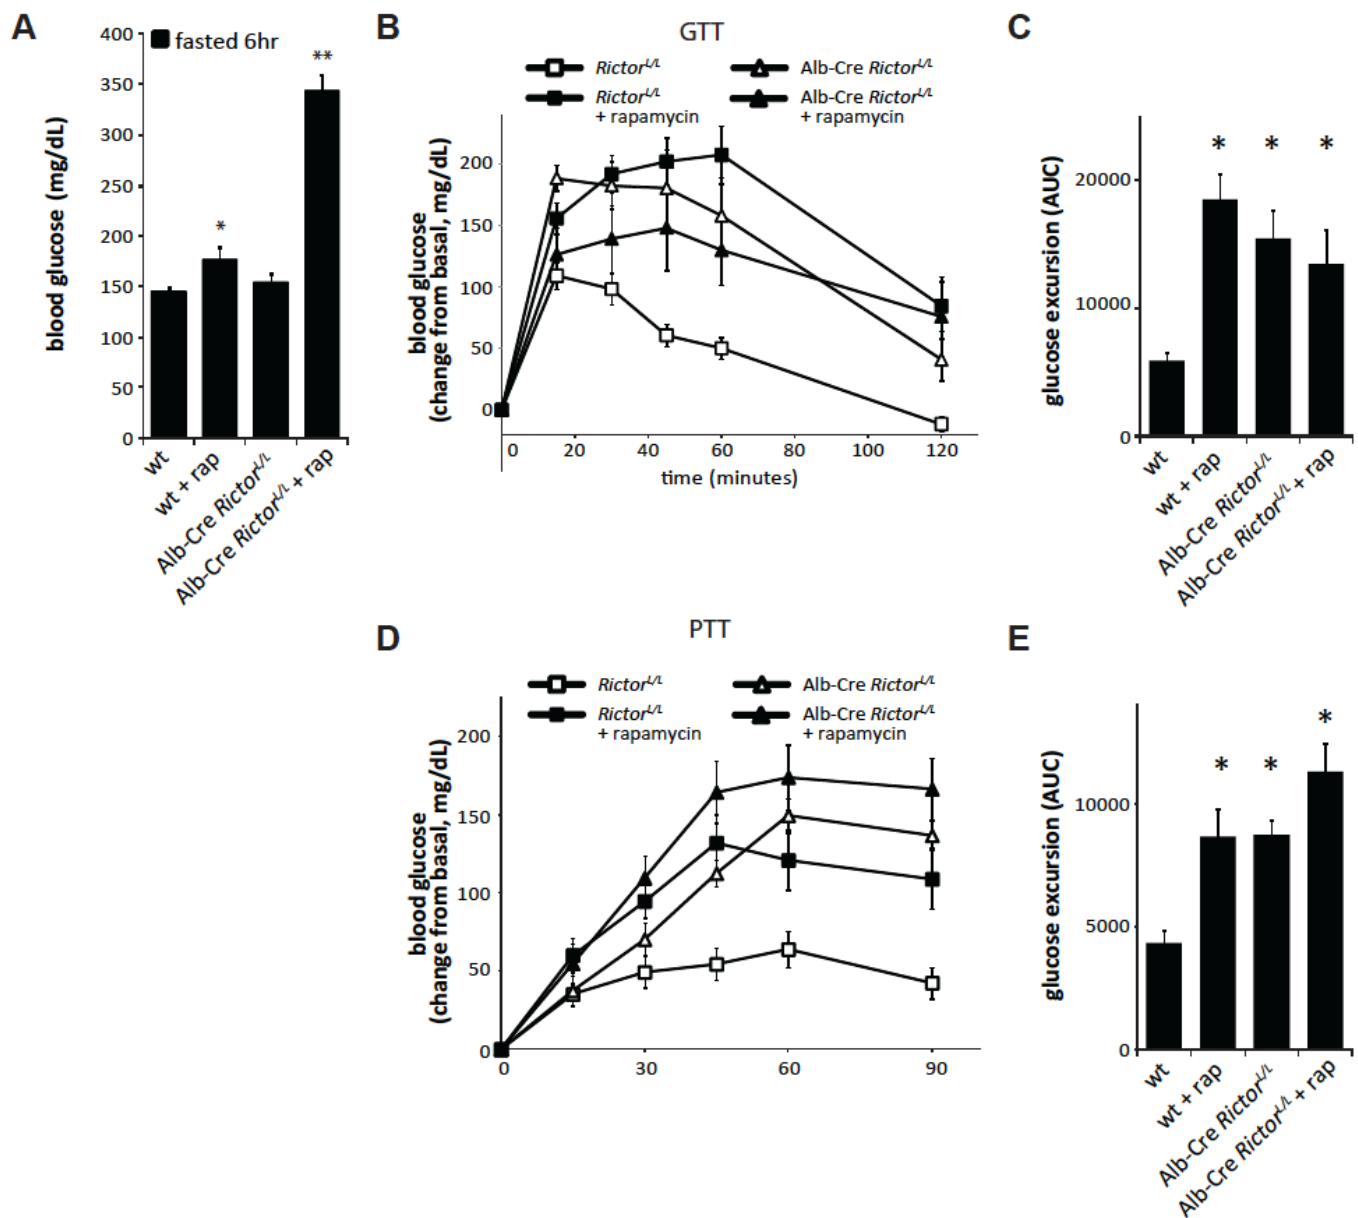 A
400
350
300
250
200
150
100
50
0
blood glucose (mg/dL)
fasted 6hr
*
**
wt
wt + rap
Alb-Cre Rictor^L/L
Alb-Cre Rictor^L/L + rap
B
GTT
Rictor^L/L
Rictor^L/L
+ rapamycin
Alb-Cre Rictor^L/L
Alb-Cre Rictor^L/L
+ rapamycin
blood glucose
(change from basal, mg/dL)
200
150
100
50
0
0 20 40 60 80 100 120
time (minutes)
C
glucose excursion (AUC)
20000
10000
0
* * *
wt
wt + rap
Alb-Cre Rictor^L/L
Alb-Cre Rictor^L/L + rap
D
PTT
Rictor^L/L
Rictor^L/L
+ rapamycin
Alb-Cre Rictor^L/L
Alb-Cre Rictor^L/L
+ rapamycin
blood glucose
(change from basal, mg/dL)
200
150
100
50
0
0 30 60 90
E
glucose excursion (AUC)
10000
5000
0
* * *
wt
wt + rap
Alb-Cre Rictor^L/L
Alb-Cre Rictor^L/L + rap